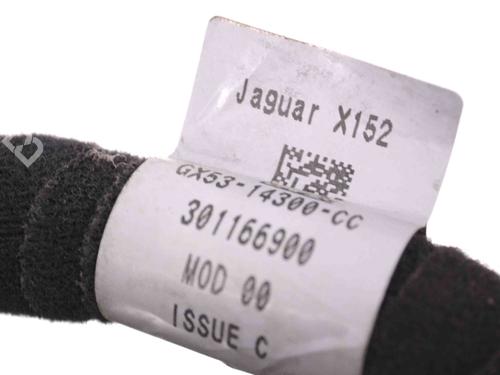 Jaguar X152
GX53-14300-CC
301166900
MOD 00
ISSUE C